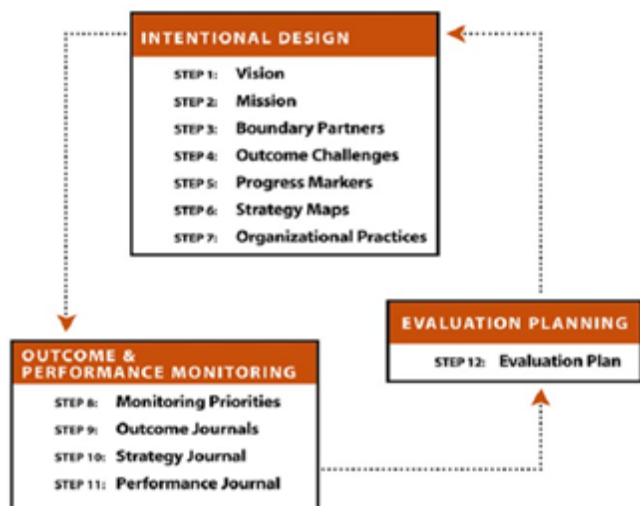 INTENTIONAL DESIGN
STEP 1: Vision
STEP 2: Mission
STEP 3: Boundary Partners
STEP 4: Outcome Challenges
STEP 5: Progress Markers
STEP 6: Strategy Maps
STEP 7: Organizational Practices
OUTCOME &
PERFORMANCE MONITORING
STEP 8: Monitoring Priorities
STEP 9: Outcome Journals
STEP 10: Strategy Journal
STEP 11: Performance Journal
EVALUATION PLANNING
STEP 12: Evaluation Plan